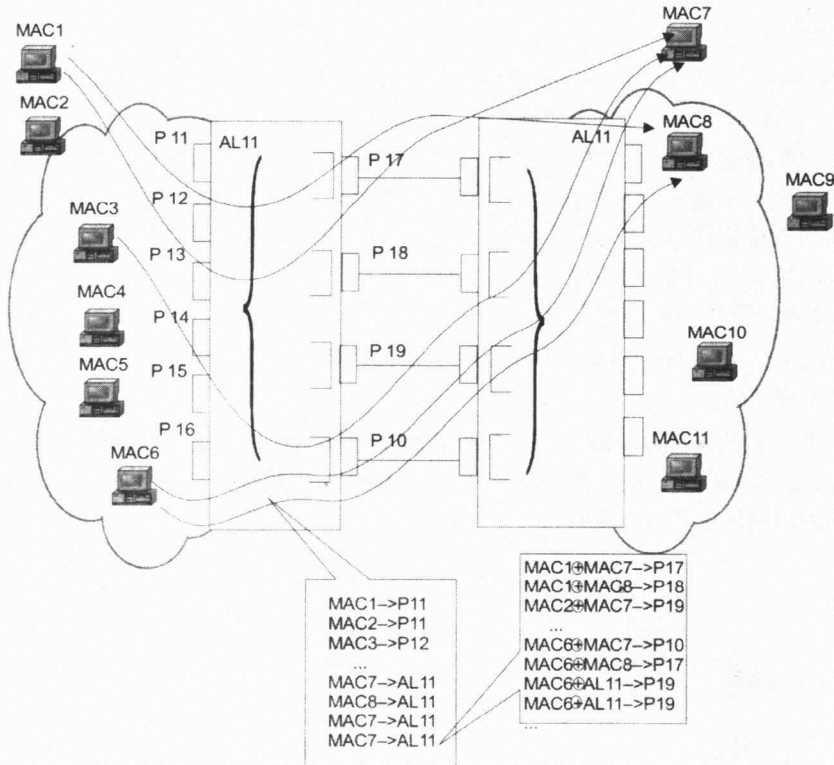 MAC7
MAC1
MAC2
P 11
AL11
P 17
AL11
MAC8
MAC9
P 12
MAC3
P 13
P 18
MAC4
P 14
P 19
MAC10
MAC5
P 15
P 16
P 10
MAC6
MAC11
MAC1–>P11
MAC2–>P11
MAC3–>P12
...
MAC7–>AL11
MAC8–>AL11
MAC7–>AL11
MAC7–>AL11
MAC1⊕MAC7–>P17
MAC1⊕MAC8–>P18
MAC2⊕MAC7–>P19
...
MAC6⊕MAC7–>P10
MAC6⊕MAC8–>P17
MAC6⊕AL11–>P19
MAC6⊕AL11–>P19
...